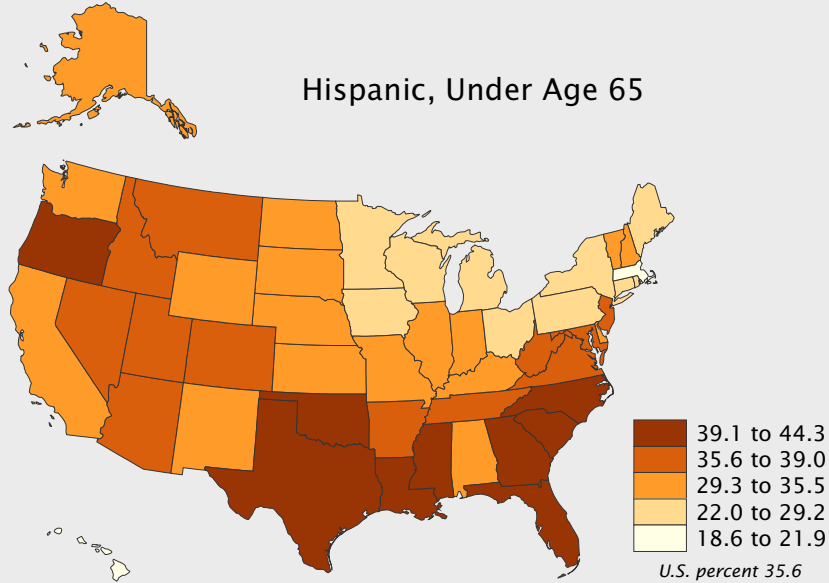 Hispanic, Under Age 65
39.1 to 44.3
35.6 to 39.0
29.3 to 35.5
22.0 to 29.2
18.6 to 21.9
U.S. percent 35.6